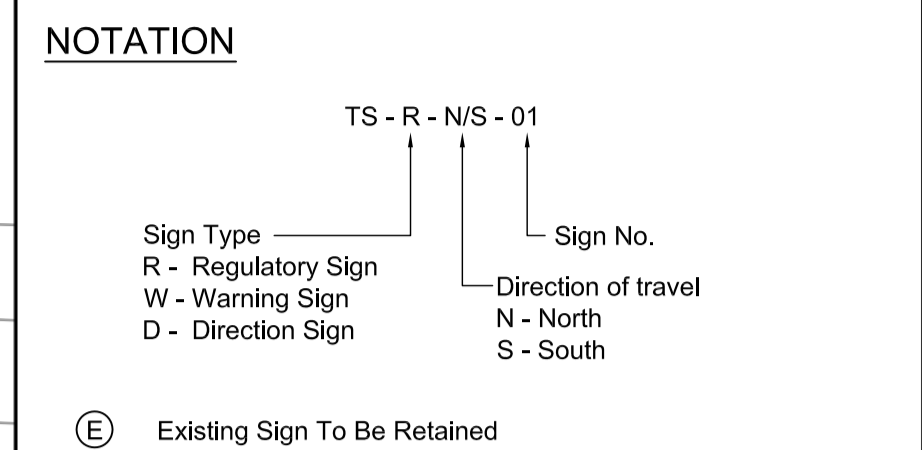 NOTATION
TS - R - N/S - 01
Sign Type
R - Regulatory Sign
W - Warning Sign
D - Direction Sign
Sign No.
Direction of travel
N - North
S - South
E Existing Sign To Be Retained